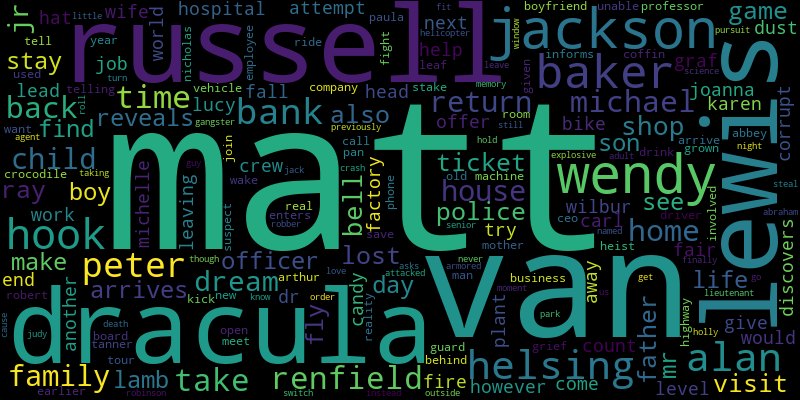 jr
hat
wife
hospital
attempt
boyfriend
unable
professor
russell
jackson
game
dust
tell
little
paula
fit
helicopter
window
leave
pursuit
stay
year
job
world
nicholas
employee
ride
fight
next
help
leaf
coffin
graf
science
used
telling
turn
vehicle
company
stake
given
memory
informs
baker
joanna
karen
lead
time
lucy
fall
head
return
michael
back
roll
reveals
bank
also
offer
room
bike
shop
arrive
abbey
corrupt
want
find
gangster
previously
still
son
grown
night
agent
matt
hold
explosive
adult
drink
lewis
child
taking
join
call
pan
ticket
wendy
crew
guy
jack
crash
old
machine
crocodile
michelle
wake
house
see
steal
ray
boy
leaving
real
bell
factory
phone
wilbur
driver
involved
abraham
hook
work
suspect
enters
robber
save
police
senior
try
ceo
carl
named
home
fair
finally
make
though
officer
lost
mother
heist
discovers
end
peter
dream
arthur
love
asks
attacked
never
armored
man
van
away
life
go
robert
another
arrives
kick
new
know
dr
fly
order
candy
reality
day
business
moment
get
us
lieutenant
cause
dracula
death
board
tanner
judy
tour
open
meet
park
plant
grief
count
father
highway
holly
give
would
guard
behind
helsing
mr
alan
family
lamb
take
renfield
fire
however
come
level
visit
earlier
robinson
switch
instead
outside